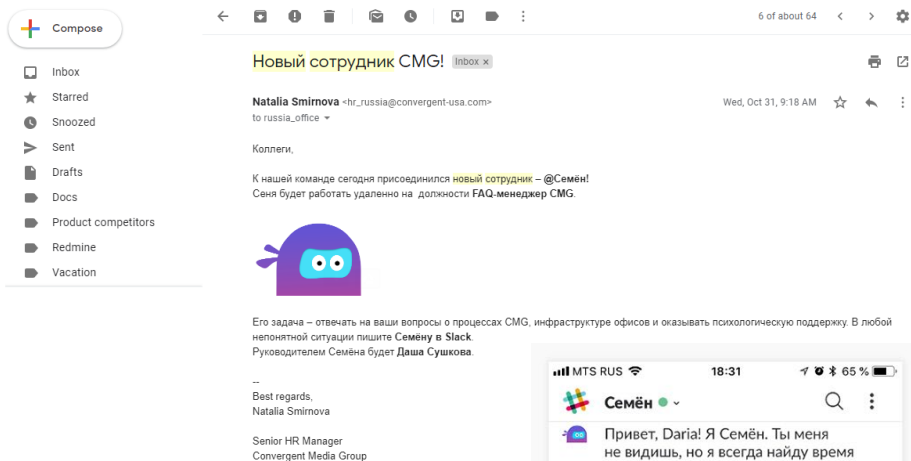 Compose
6 of about 64
Inbox
Starred
Snoozed
Sent
Drafts
Docs
Product competitors
Redmine
Vacation
Новый сотрудник CMG! Inbox x
Natalia Smirnova <hr_russia@convergent-usa.com> Wed, Oct 31, 9:18 AM
to russia_office
Коллеги,
К нашей команде сегодня присоединился новый сотрудник – @Семён!
Сеня будет работать удаленно на должности FAQ-менеджер CMG.
Его задача – отвечать на ваши вопросы о процессах CMG, инфраструктуре офисов и оказывать психологическую поддержку. В любой
непонятной ситуации пишите Семёну в Slack.
Руководителем Семёна будет Даша Сушкова.
--
Best regards,
Natalia Smirnova
Senior HR Manager
Convergent Media Group
MTS RUS 18:31 65 %
Семён
Привет, Daria! Я Семён. Ты меня
не видишь, но я всегда найду время